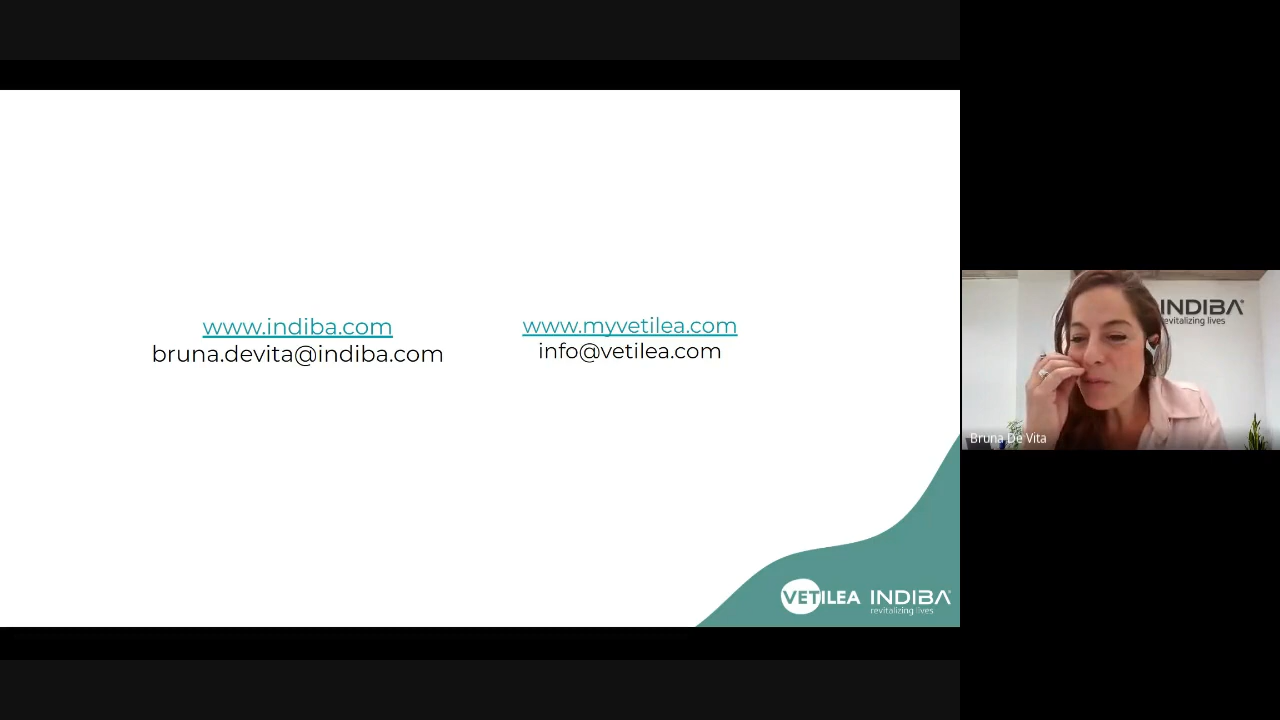 www.indiba.com
bruna.devita@indiba.com
www.myvetilea.com
info@vetilea.com
VETILEA INDIBA
revitalizing lives
INDIBA
revitalizing lives
Bruna De Vita